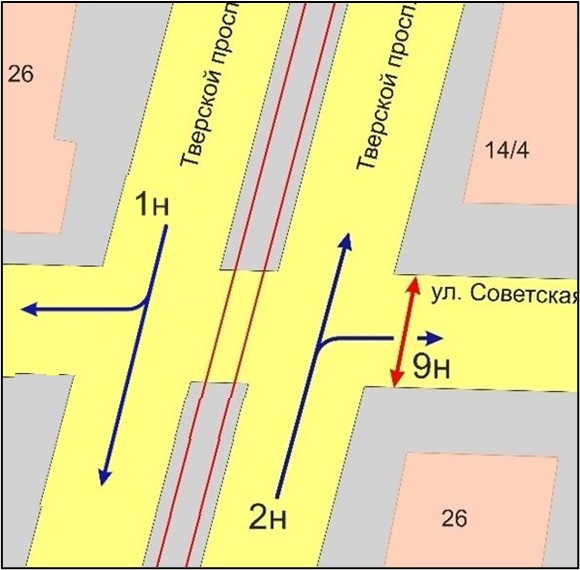 26
Тверской просп.
Тверской просп.
14/4
1н
ул. Советская
9н
2н
26